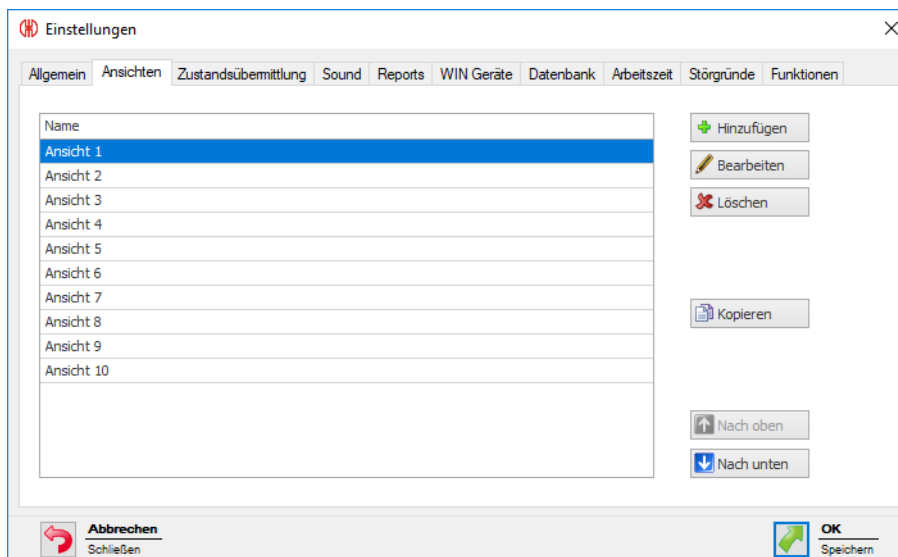 Einstellungen
Allgemein Ansichten Zustandsübermittlung Sound Reports WIN Geräte Datenbank Arbeitszeit Störgründe Funktionen
Name
Ansicht 1
Ansicht 2
Ansicht 3
Ansicht 4
Ansicht 5
Ansicht 6
Ansicht 7
Ansicht 8
Ansicht 9
Ansicht 10
Hinzufügen
Bearbeiten
Löschen
Kopieren
Nach oben
Nach unten
Abbrechen
Schließen
OK
Speichern